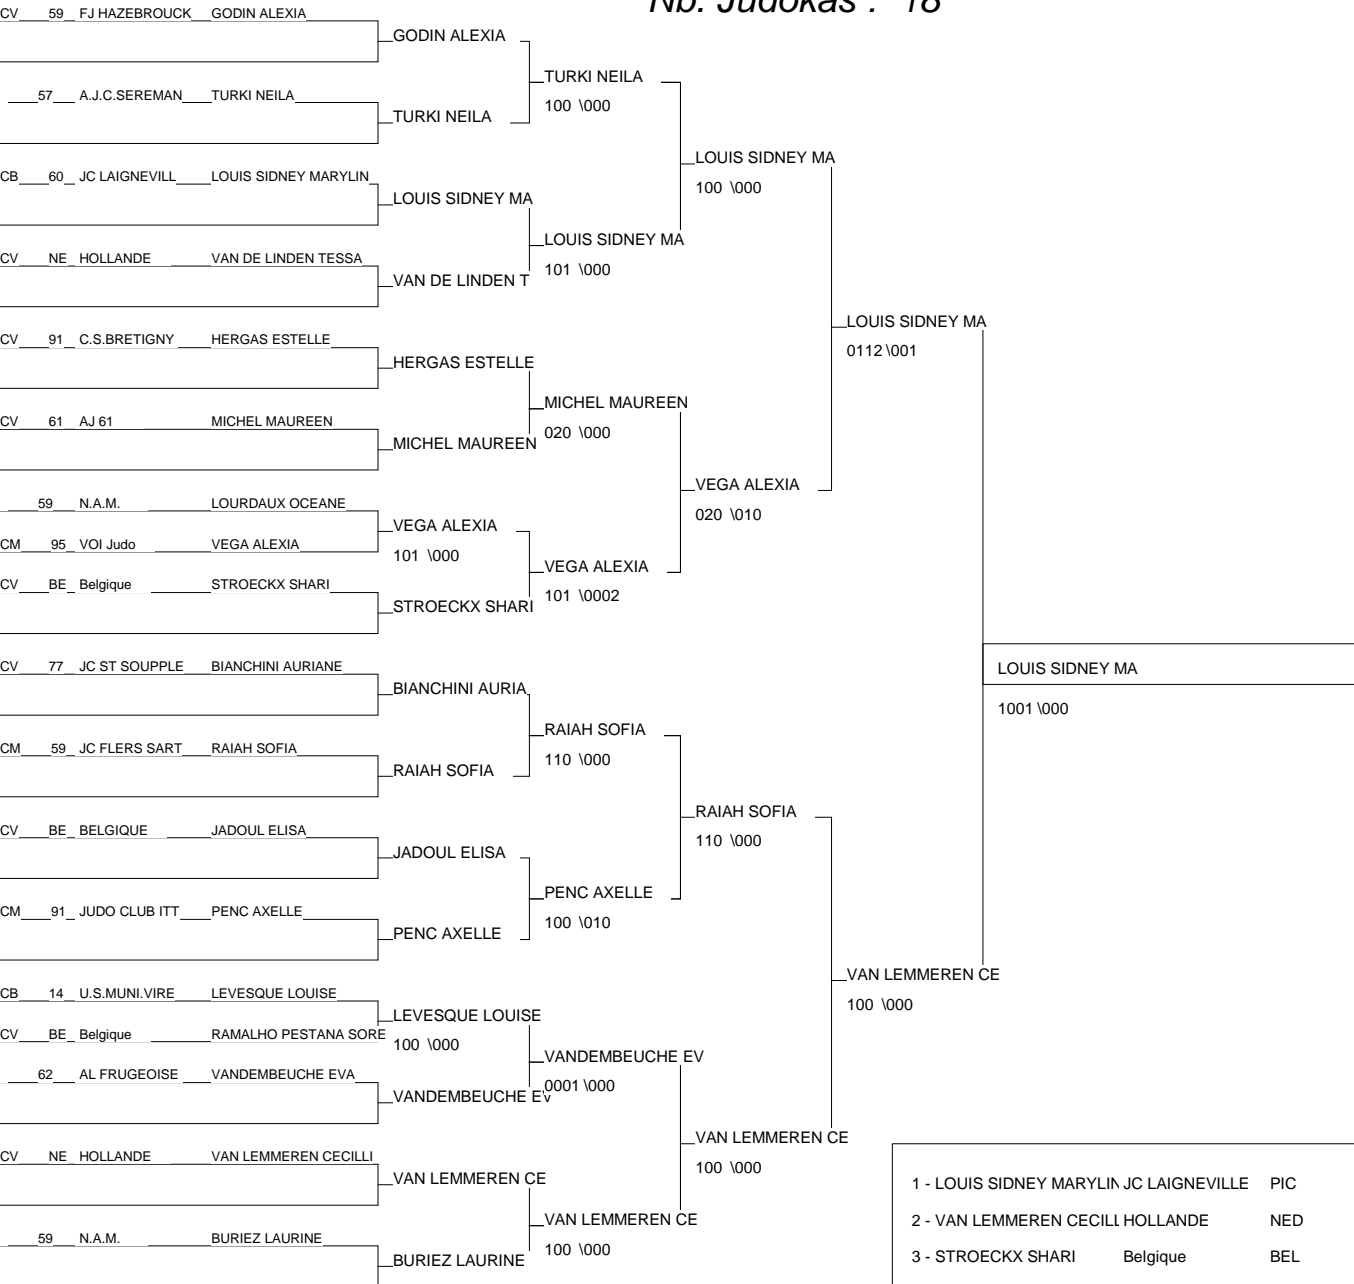 Nb. Judokas : 18
CV 59 FJ HAZEBROUCK GODIN ALEXIA
GODIN ALEXIA
TURKI NEILA
100 \000
57 A.J.C.SEREMAN TURKI NEILA
TURKI NEILA
LOUIS SIDNEY MA
100 \000
CB 60 JC LAIGNEVILL LOUIS SIDNEY MARYLIN
LOUIS SIDNEY MA
LOUIS SIDNEY MA
101 \000
CV NE HOLLANDE VAN DE LINDEN TESSA
VAN DE LINDEN T
LOUIS SIDNEY MA
0112 \001
CV 91 C.S.BRETIGNY HERGAS ESTELLE
HERGAS ESTELLE
MICHEL MAUREEN
020 \000
CV 61 AJ 61 MICHEL MAUREEN
MICHEL MAUREEN
VEGA ALEXIA
020 \010
59 N.A.M. LOURDAUX OCEANE
VEGA ALEXIA
101 \000
CM 95 VOI Judo VEGA ALEXIA
VEGA ALEXIA
101 \0002
CV BE Belgique STROECKX SHARI
STROECKX SHARI
CV 77 JC ST SOUPPLE BIANCHINI AURIANE
LOUIS SIDNEY MA
1001 \000
BIANCHINI AURIA
RAIAH SOFIA
110 \000
CM 59 JC FLERS SART RAIAH SOFIA
RAIAH SOFIA
RAIAH SOFIA
110 \000
CV BE BELGIQUE JADOUL ELISA
JADOUL ELISA
PENC AXELLE
100 \010
CM 91 JUDO CLUB ITT PENC AXELLE
PENC AXELLE
VAN LEMMEREN CE
100 \000
CB 14 U.S.MUNI.VIRE LEVESQUE LOUISE
LEVESQUE LOUISE
100 \000
CV BE Belgique RAMALHO PESTANA SORE
VANDEMBEUCHE EV
0001 \000
62 AL FRUGEOISE VANDEMBEUCHE EVA
VANDEMBEUCHE EV
VAN LEMMEREN CE
100 \000
CV NE HOLLANDE VAN LEMMEREN CECILLI
VAN LEMMEREN CE
VAN LEMMEREN CE
100 \000
59 N.A.M. BURIEZ LAURINE
BURIEZ LAURINE
1 - LOUIS SIDNEY MARYLIN JC LAIGNEVILLE PIC
2 - VAN LEMMEREN CECILL HOLLANDE NED
3 - STROECKX SHARI Belgique BEL